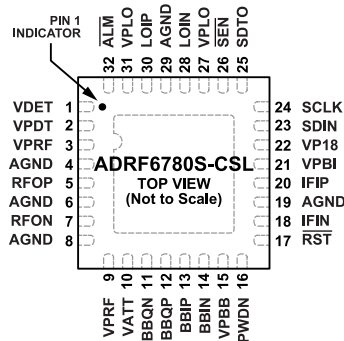 PIN 1
INDICATOR
ALM
VPLO
LOIP
AGND
LOIN
VPLO
SEN
SDTO
32 31 30 29 28 27 26 25
VDET 1
VPDT 2
VPRF 3
AGND 4
RFOP 5
AGND 6
RFON 7
AGND 8
ADRF6780S-CSL
TOP VIEW
(Not to Scale)
24 SCLK
23 SDIN
22 VP18
21 VPBI
20 IFIP
19 AGND
18 IFIN
17 RST
9 10 11 12 13 14 15 16
VPRF
VATT
BBQN
BBQP
BBIP
BBIN
VPBB
PWDN